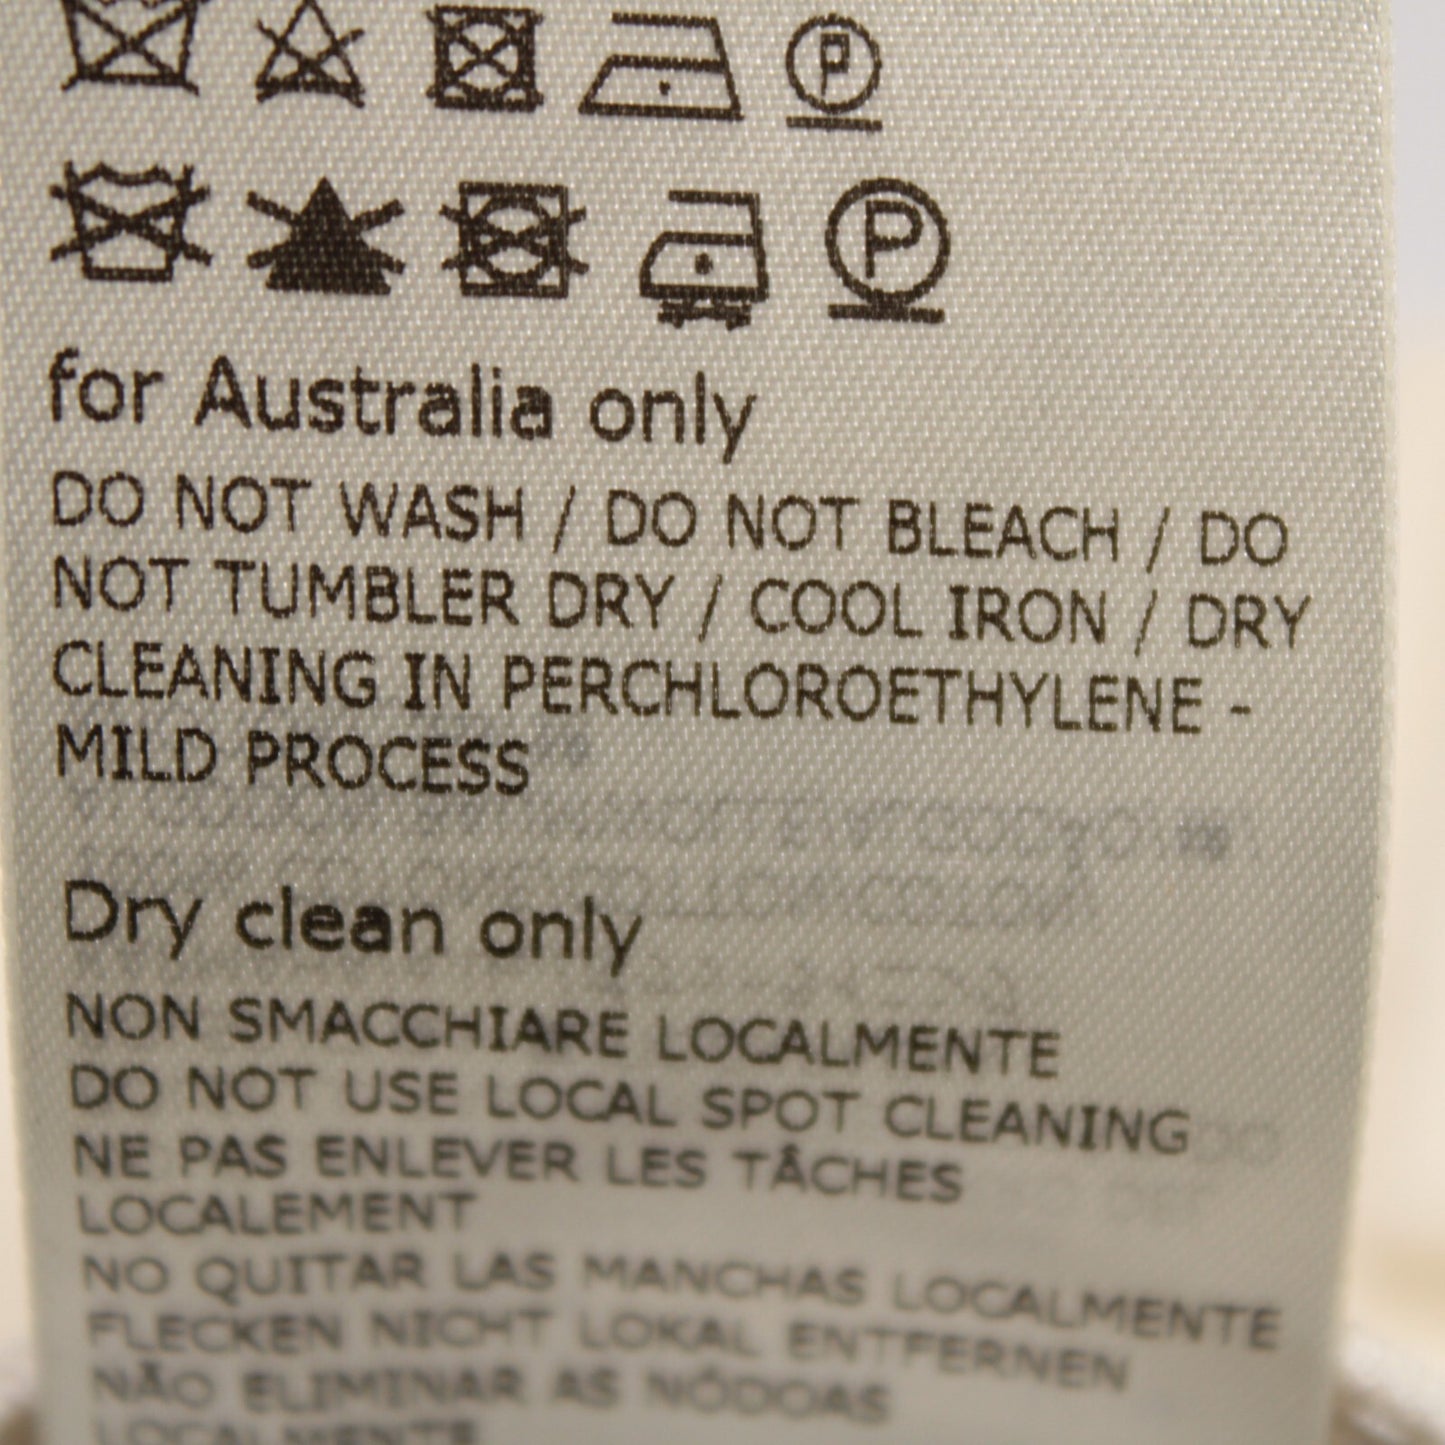 P
P
for Australia only
DO NOT WASH / DO NOT BLEACH / DO
NOT TUMBLER DRY / COOL IRON / DRY
CLEANING IN PERCHLOROETHYLENE -
MILD PROCESS
Dry clean only
NON SMACCHIARE LOCALMENTE
DO NOT USE LOCAL SPOT CLEANING
NE PAS ENLEVER LES TÂCHES
LOCALEMENT
NO QUITAR LAS MANCHAS LOCALMENTE
FLECKEN NICHT LOKAL ENTFERNEN
NÃO ELIMINAR AS NÓDOAS
LOCALMENTE